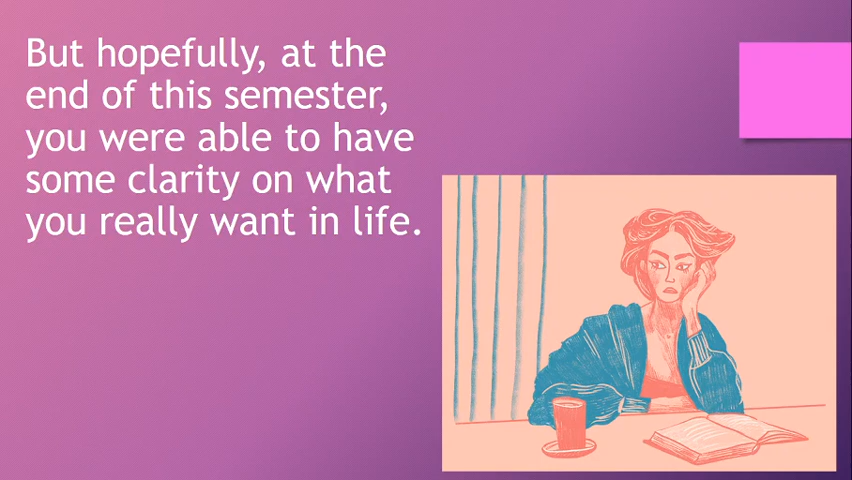 But hopefully, at the
end of this semester,
you were able to have
some clarity on what
you really want in life.